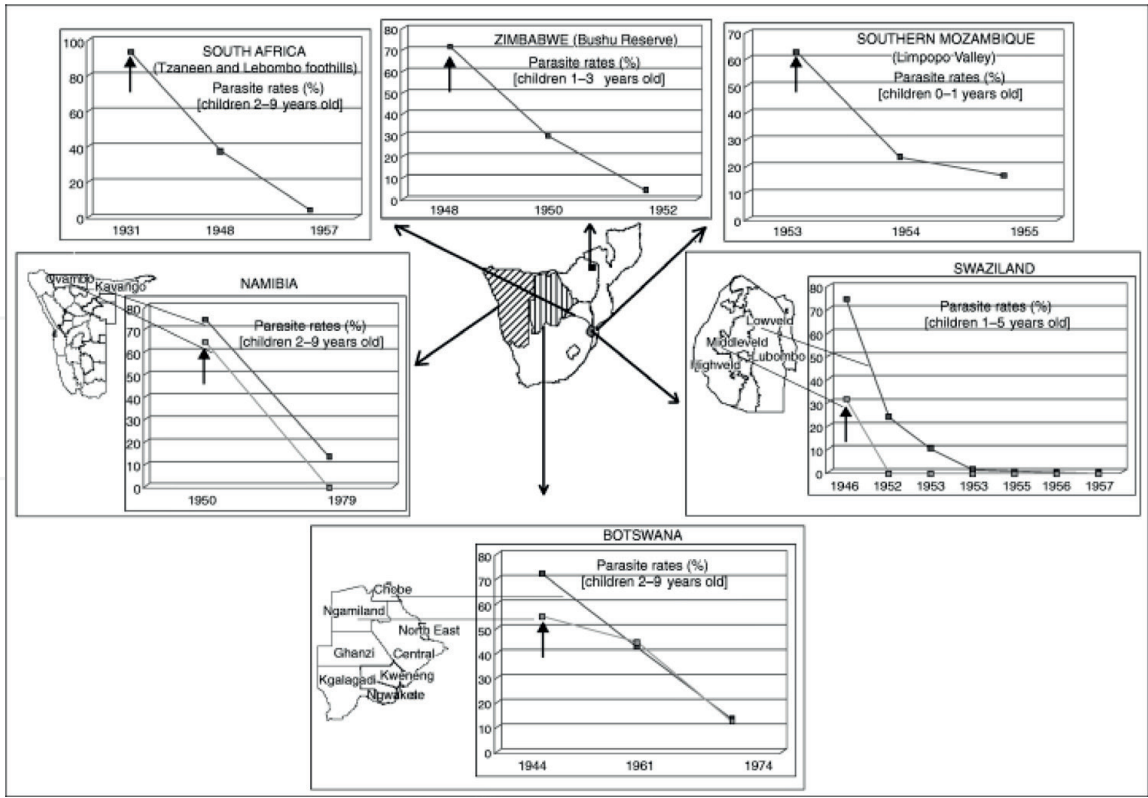 SOUTH AFRICA
(Tzaneen and Lebombo foothills)
Parasite rates (%)
[children 2–9 years old]
100
80
60
40
20
0
1931 1948 1957
ZIMBABWE (Bushu Reserve)
Parasite rates (%)
[children 1–3 years old]
80
70
60
50
40
30
20
10
0
1948 1950 1952
SOUTHERN MOZAMBIQUE
(Limpopo Valley)
Parasite rates (%)
[children 0–1 years old]
70
60
50
40
30
20
10
0
1953 1954 1955
NAMIBIA
Ovambo
Kavango
Parasite rates (%)
[children 2–9 years old]
80
70
60
50
40
30
20
10
0
1950 1979
SWAZILAND
Lowveld
Middleveld
Lubombo
Highveld
Parasite rates (%)
[children 1–5 years old]
80
70
60
50
40
30
20
10
0
1946 1952 1953 1953 1955 1956 1957
BOTSWANA
Chobe
Ngamiland
North East
Ghanzi
Central
Kweneng
Kgalagadi
Parasite rates (%)
[children 2–9 years old]
80
70
60
50
40
30
20
10
0
1944 1961 1974